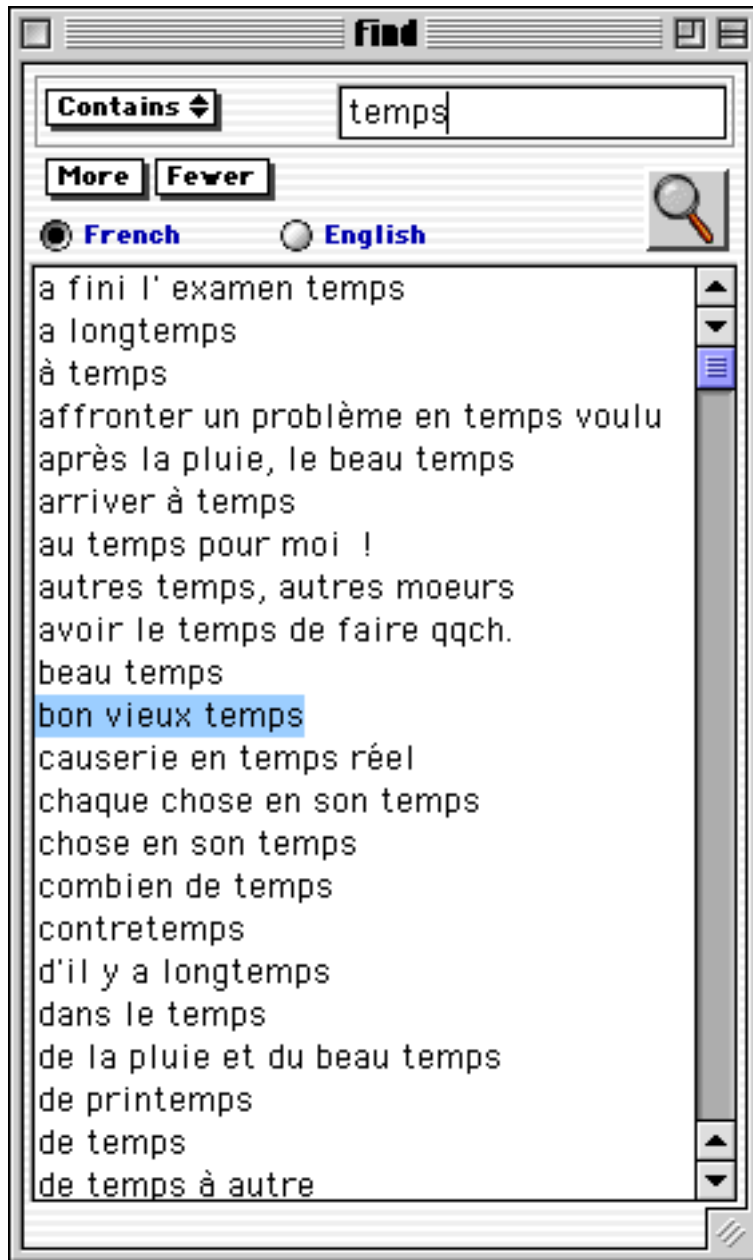 find
Contains
temps
More Fewer
French English
a fini l' examen temps
a longtemps
à temps
affronter un problème en temps voulu
après la pluie, le beau temps
arriver à temps
au temps pour moi  !
autres temps, autres moeurs
avoir le temps de faire qqch.
beau temps
bon vieux temps
causerie en temps réel
chaque chose en son temps
chose en son temps
combien de temps
contretemps
d'il y a longtemps
dans le temps
de la pluie et du beau temps
de printemps
de temps
de temps à autre